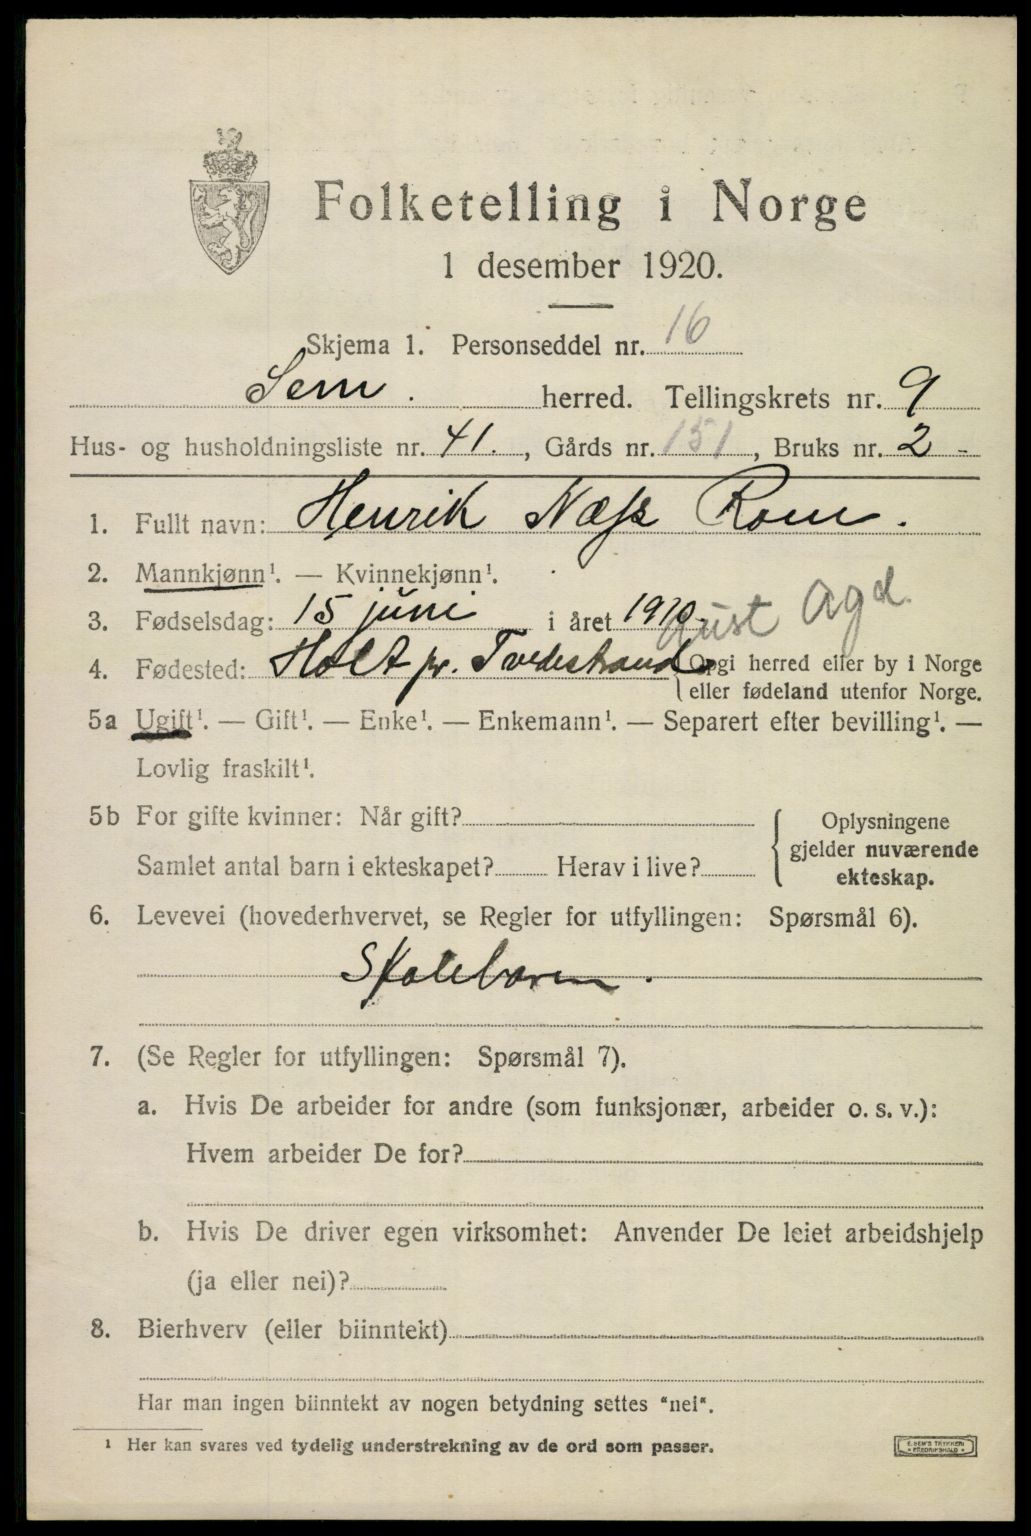 Folketelling i Norge
1 desember 1920.
Skjema 1. Personseddel nr. 16
Sem. herred. Tellingskrets nr. 9
Hus- og husholdningsliste nr. 41., Gårds nr. 151, Bruks nr. 2-
1. Fullt navn: Henrik Næss Rom.
2. Mannkjønn¹. — Kvinnekjønn¹.
3. Fødselsdag: 15 juni i året 1910.
Aust Agd.
4. Fødested: Holt pr. Tvedestrand (Opgi herred eller by i Norge
eller fødeland utenfor Norge.
5a Ugift¹. — Gift¹. — Enke¹. — Enkemann¹. — Separert efter bevilling¹. —
Lovlig fraskilt¹.
5b For gifte kvinner: Når gift?
Samlet antal barn i ekteskapet? Herav i live?
Oplysningene
gjelder nuværende
ekteskap.
6. Levevei (hovederhvervet, se Regler for utfyllingen: Spørsmål 6).
Skolebarn.
7. (Se Regler for utfyllingen: Spørsmål 7).
a. Hvis De arbeider for andre (som funksjonær, arbeider o. s. v.):
Hvem arbeider De for?
b. Hvis De driver egen virksomhet: Anvender De leiet arbeidshjelp
(ja eller nei)?
8. Bierhverv (eller biinntekt)
Har man ingen biinntekt av nogen betydning settes "nei".
¹ Her kan svares ved tydelig understrekning av de ord som passer.
E. SEM'S TRYKKERI
FREDRIKSHALD